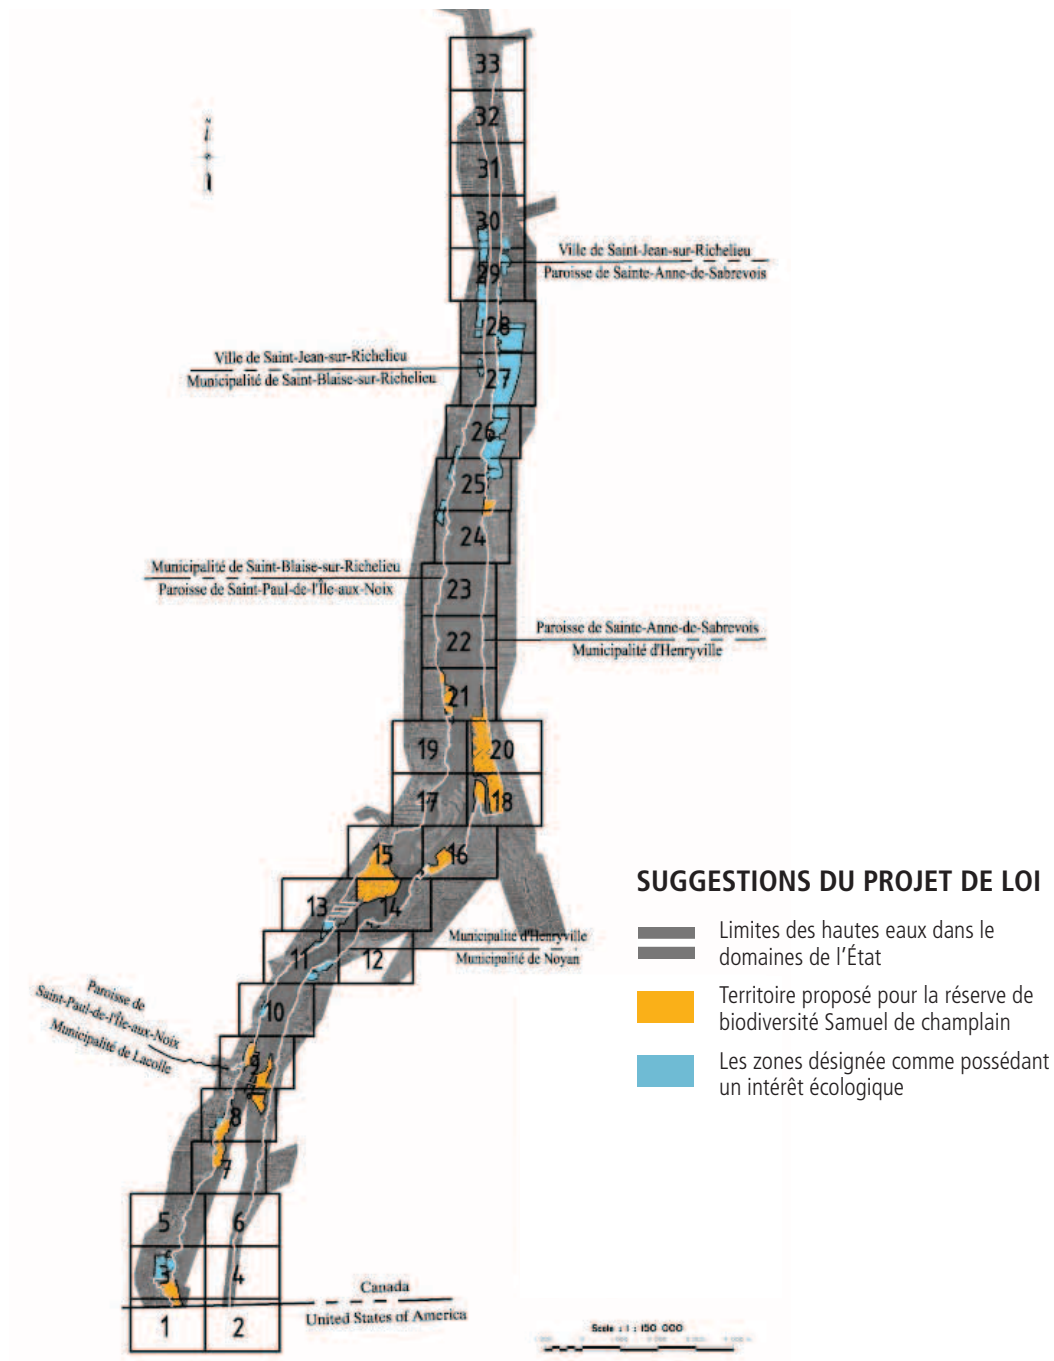 33
32
31
30
Ville de Saint-Jean-sur-Richelieu
Paroisse de Sainte-Anne-de-Sabrevois
29
28
Ville de Saint-Jean-sur-Richelieu
Municipalité de Saint-Blaise-sur-Richelieu
27
26
25
24
Municipalité de Saint-Blaise-sur-Richelieu
Paroisse de Saint-Paul-de-l'Île-aux-Noix
23
Paroisse de Sainte-Anne-de-Sabrevois
Municipalité d'Henryville
22
21
19 20
17 18
15 16
13 14
Municipalité d'Henryville
Municipalité de Noyan
11 12
10
Paroisse de
Saint-Paul-de-l'Île-aux-Noix
Municipalité de Lacolle
9
8
7
5 6
3 4
Canada
United States of America
1 2
Scale : 1 : 150 000
SUGGESTIONS DU PROJET DE LOI
Limites des hautes eaux dans le
domaines de l'État
Territoire proposé pour la réserve de
biodiversité Samuel de champlain
Les zones désignée comme possédant
un intérêt écologique